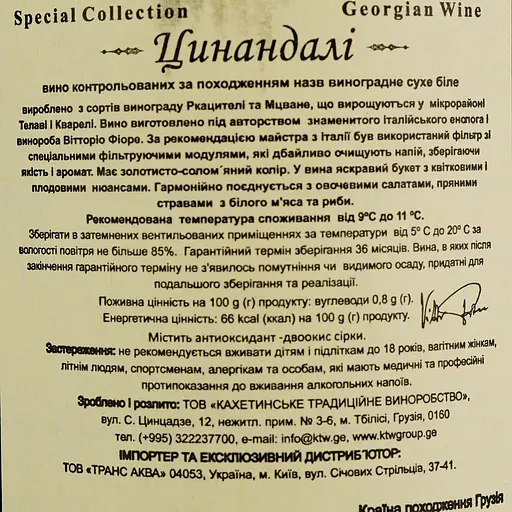 Special Collection Georgian Wine
Цинандалі
вино контрольованих за походженням назв виноградне сухе біле
вироблено з сортів винограду Ркацителі та Мцване, що вирощуються у мікрорайоні
Телаві і Кварелі. Вино виготовлено під авторством знаменитого італійського енолога і
винороба Вітторіо Фіоре. За рекомендацією майстра з Італії був використаний фільтр зі
спеціальними фільтруючими модулями, які дбайливо очищують напій, зберігаючи
якість і аромат. Має золотисто-солом´яний колір. У вина яскравий букет з квітковими і
плодовими нюансами. Гармонійно поєднується з овочевими салатами, пряними
стравами з білого м'яса та риби.
Рекомендована температура споживання від 9°С до 11 °С.
Зберігати в затемнених вентильованих приміщеннях за температури від 5° С до 20° С за
вологості повітря не більше 85%. Гарантійний термін зберігання 36 місяців. Вина, в яких після
закінчення гарантійного терміну не з'явилось помутніння чи видимого осаду, придатні для
подальшого зберігання та реалізації.
Поживна цінність на 100 g (г) продукту: вуглеводи 0,8 g (г).
Енергетична цінність: 66 kcal (ккал) на 100 g (г) продукту.
Містить антиоксидант -двоокис сірки.
Застереження: не рекомендується вживати дітям і підліткам до 18 років, вагітним жінкам,
літнім людям, спортсменам, алергікам та особам, які мають медичні та професійні
протипоказання до вживання алкогольних напоїв.
Зроблено і розлито: ТОВ «КАХЕТИНСЬКЕ ТРАДИЦІЙНЕ ВИНОРОБСТВО»,
вул. С. Цинцадзе, 12, нежитл. прим. № 3-6, м. Тбілісі, Грузія, 0160
тел. (+995) 322237700, e-mail: info@ktw.ge, www.ktwgroup.ge
ІМПОРТЕР ТА ЕКСКЛЮЗИВНИЙ ДИСТРИБ'ЮТОР:
ТОВ «ТРАНС АКВА» 04053, Україна, м. Київ, вул. Січових Стрільців, 37-41.
Країна походження Грузія